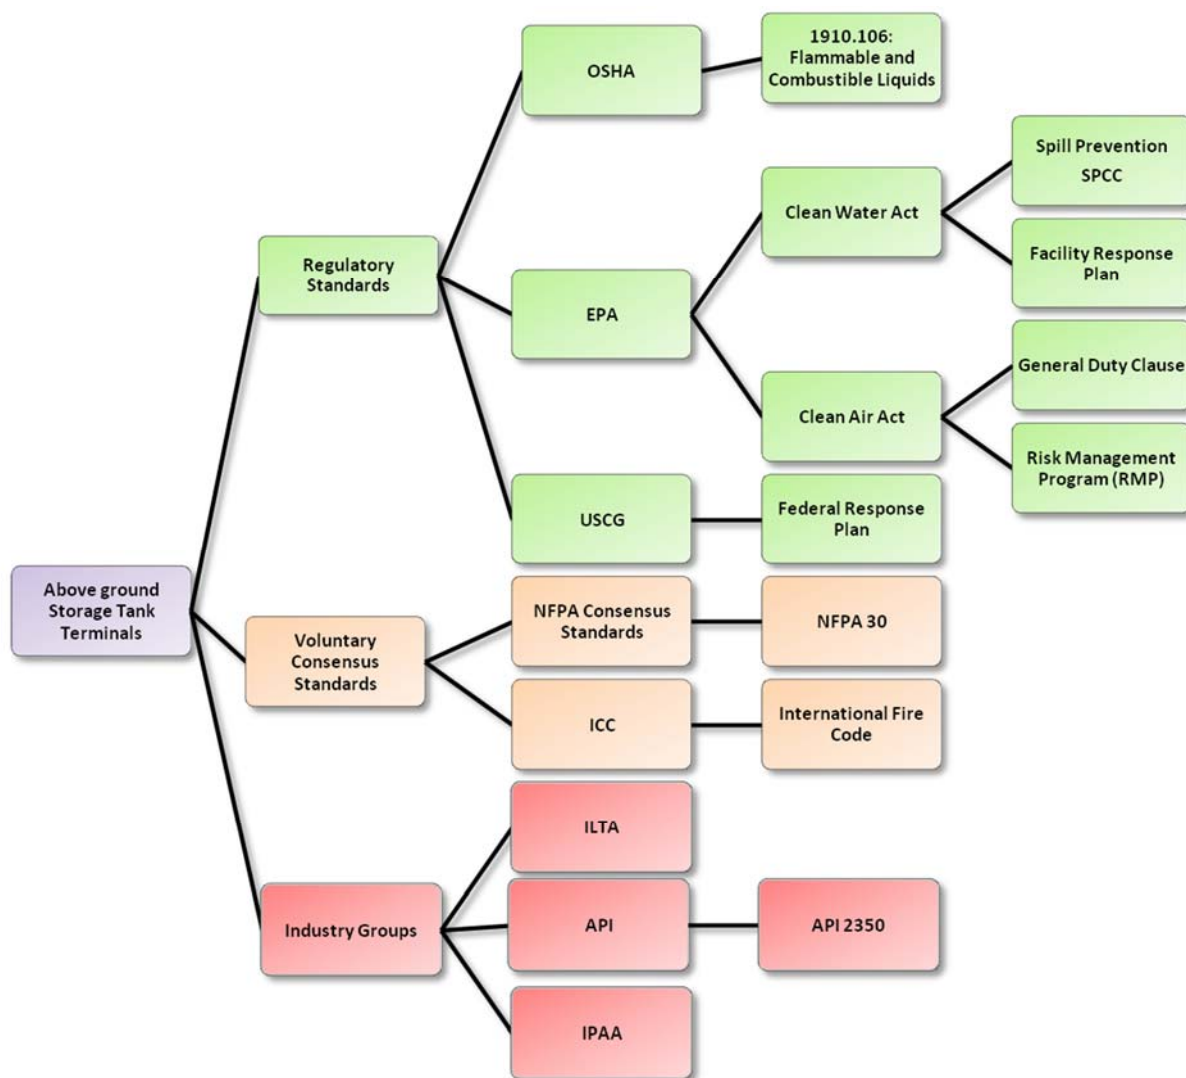 OSHA
1910.106:
Flammable and
Combustible Liquids
Spill Prevention
SPCC
Clean Water Act
Facility Response
Plan
Regulatory
Standards
EPA
General Duty Clause
Clean Air Act
Risk Management
Program (RMP)
USCG
Federal Response
Plan
Above ground
Storage Tank
Terminals
NFPA Consensus
Standards
NFPA 30
Voluntary
Consensus
Standards
ICC
International Fire
Code
ILTA
Industry Groups
API
API 2350
IPAA